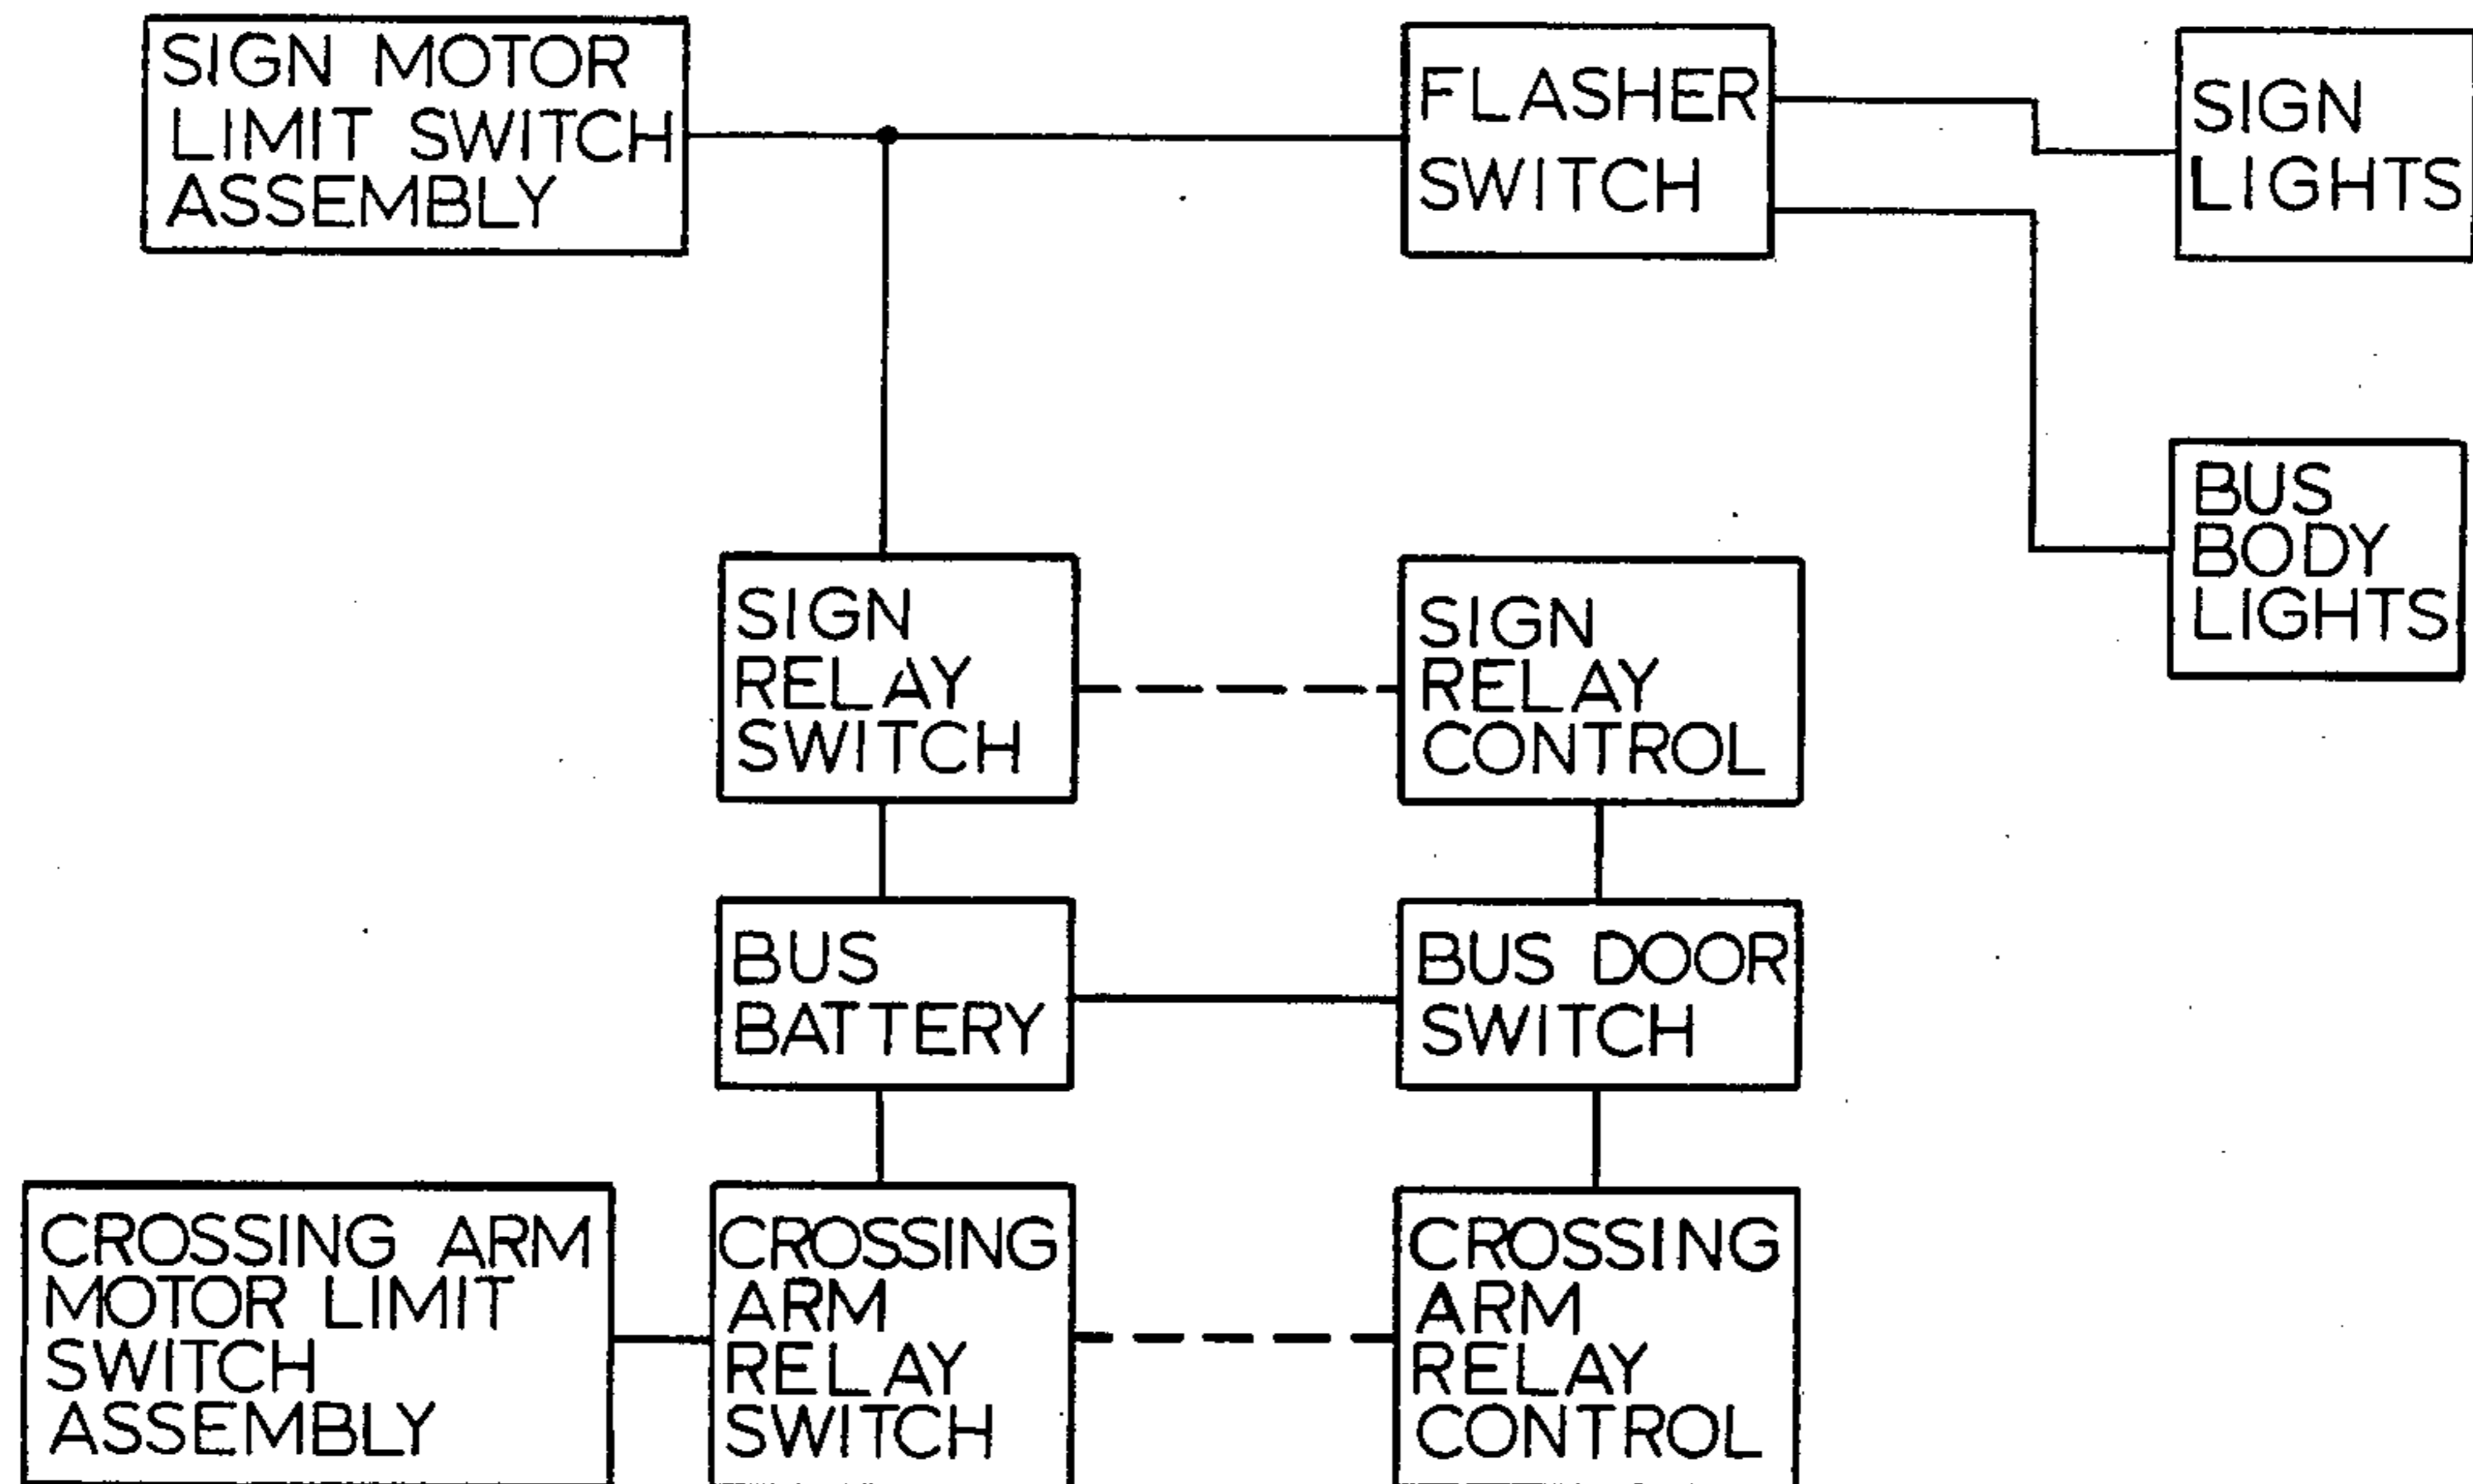 SIGN MOTOR
LIMIT SWITCH
ASSEMBLY
FLASHER
SWITCH
SIGN
LIGHTS
BUS
BODY
LIGHTS
SIGN
RELAY
SWITCH
SIGN
RELAY
CONTROL
BUS
BATTERY
BUS DOOR
SWITCH
CROSSING ARM
MOTOR LIMIT
SWITCH
ASSEMBLY
CROSSING
ARM
RELAY
SWITCH
CROSSING
ARM
RELAY
CONTROL